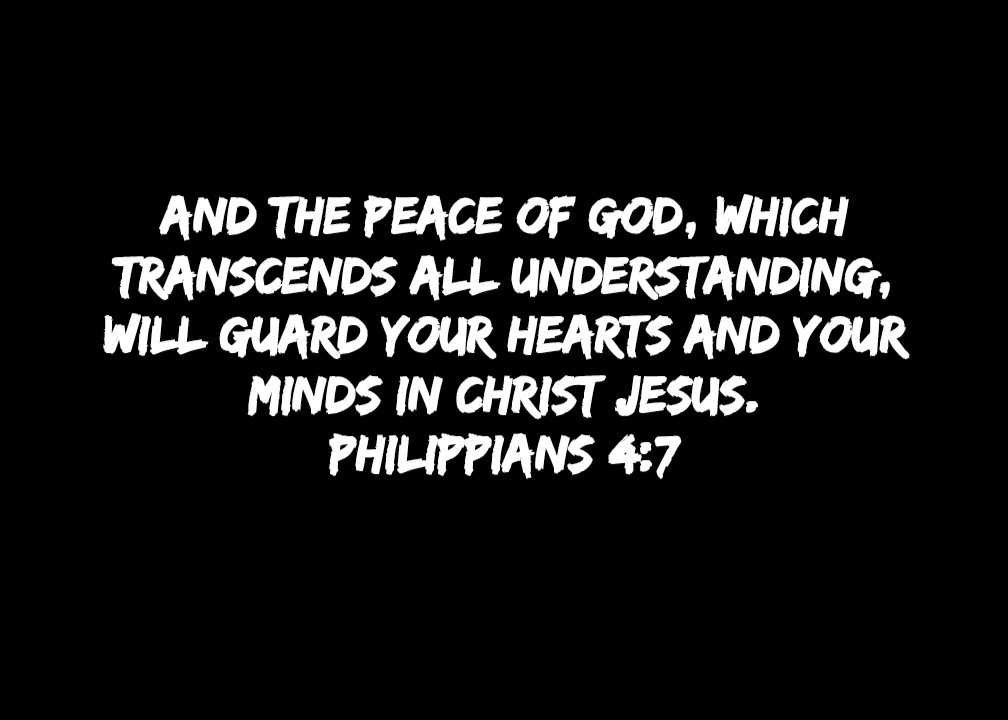 AND THE PEACE OF GOD, WHICH
TRANSCENDS ALL UNDERSTANDING,
WILL GUARD YOUR HEARTS AND YOUR
MINDS IN CHRIST JESUS.
PHILIPPIANS 4:7